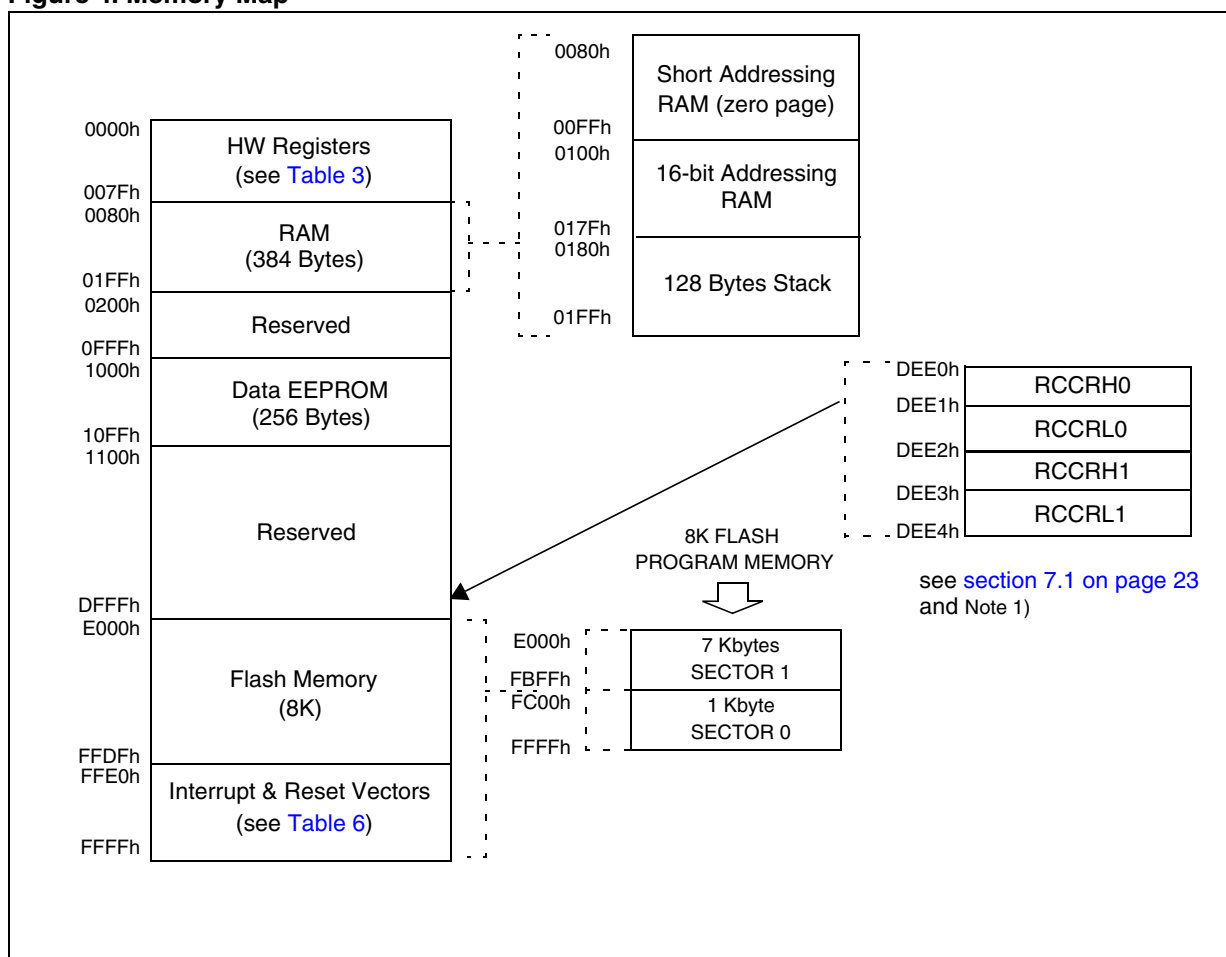 Figure 4. Memory Map
0000h
HW Registers
(see Table 3)
007Fh
0080h
RAM
(384 Bytes)
01FFh
0200h
Reserved
0FFFh
1000h
Data EEPROM
(256 Bytes)
10FFh
1100h
Reserved
DFFFh
E000h
Flash Memory
(8K)
FFDFh
FFE0h
Interrupt & Reset Vectors
(see Table 6)
FFFFh
0080h
Short Addressing
RAM (zero page)
00FFh
0100h
16-bit Addressing
RAM
017Fh
0180h
128 Bytes Stack
01FFh
8K FLASH
PROGRAM MEMORY
E000h
7 Kbytes
SECTOR 1
FBFFh
FC00h
1 Kbyte
SECTOR 0
FFFFh
DEE0h
RCCRH0
DEE1h
RCCRL0
DEE2h
RCCRH1
DEE3h
RCCRL1
DEE4h
see section 7.1 on page 23
and Note 1)